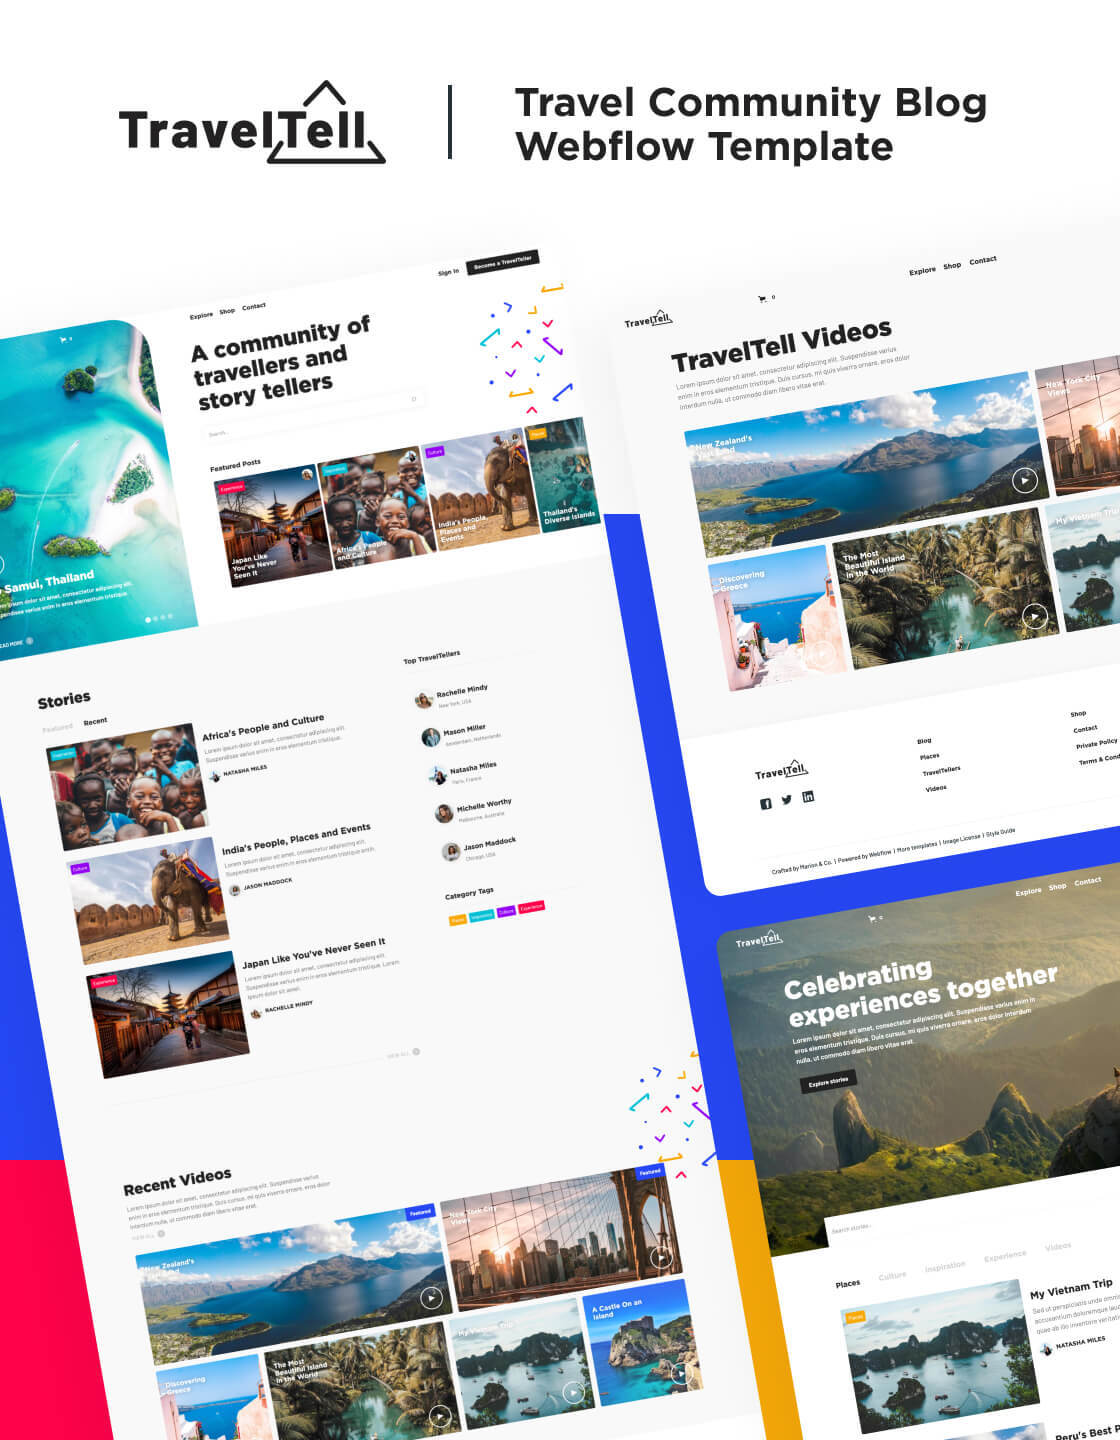 TravelTell
Travel Community Blog
Webflow Template
Sign In
Become a TravelTeller
Explore Shop Contact
0
A community of
travellers and
story tellers
Search...
Featured Posts
Experience
Japan Like
You've Never
Seen It
Inspiration
Africa's People
and Culture
Culture
India's People,
Places and
Events
Places
Thailand's
Diverse Islands
Samui, Thailand
ipsum dolor sit amet, consectetur adipiscing elit.
Suspendisse varius enim in eros elementum tristique.
READ MORE
Stories
Featured Recent
Inspiration
Africa's People and Culture
Lorem ipsum dolor sit amet, consectetur adipiscing elit.
Suspendisse varius enim in eros elementum tristique.
NATASHA MILES
Culture
India's People, Places and Events
Lorem ipsum dolor sit amet, consectetur adipiscing elit.
Suspendisse varius enim in eros elementum tristique.
JASON MADDOCK
Experience
Japan Like You've Never Seen It
Lorem ipsum dolor sit amet, consectetur adipiscing elit.
Suspendisse varius enim in eros elementum tristique. Lorem
ipsum dolor sit amet.
RACHELLE MINDY
VIEW ALL
Top TravelTellers
Rachelle Mindy
New York, USA
Mason Miller
Amsterdam, Netherlands
Natasha Miles
Paris, France
Michelle Worthy
Melbourne, Australia
Jason Maddock
Chicago, USA
Category Tags
Places Inspiration Culture Experience
Recent Videos
Lorem ipsum dolor sit amet, consectetur adipiscing elit. Suspendisse varius
enim in eros elementum tristique. Duis cursus, mi quis viverra ornare, eros dolor
interdum nulla, ut commodo diam libero vitae erat.
VIEW ALL
Featured
New Zealand's
Featured
New York City
Views
Discovering
Greece
The Most
Beautiful Island
in the World
My Vietnam Trip
A Castle On an
Island
TravelTell
0
Explore Shop Contact
TravelTell Videos
Lorem ipsum dolor sit amet, consectetur adipiscing elit. Suspendisse varius
enim in eros elementum tristique. Duis cursus, mi quis viverra ornare, eros dolor
interdum nulla, ut commodo diam libero vitae erat.
New Zealand's
New York City
Views
Discovering
Greece
The Most
Beautiful Island
in the World
My Vietnam Trip
TravelTell
Blog
Places
TravelTellers
Videos
Shop
Contact
Private Policy
Terms & Cond
Crafted by Marion & Co. | Powered by Webflow | More templates | Image License | Style Guide
TravelTell
0
Explore Shop Contact
Celebrating
experiences together
Lorem ipsum dolor sit amet, consectetur adipiscing elit. Suspendisse varius enim in
eros elementum tristique. Duis cursus, mi quis viverra ornare, eros dolor interdum
nulla, ut commodo diam libero vitae erat.
Explore stories
Search stories...
Places Culture Inspiration Experience Videos
Places
My Vietnam Trip
Sed ut perspiciatis unde omnis
accusantium doloremque
quae ab illo inventore veritatis
NATASHA MILES
Peru's Best P